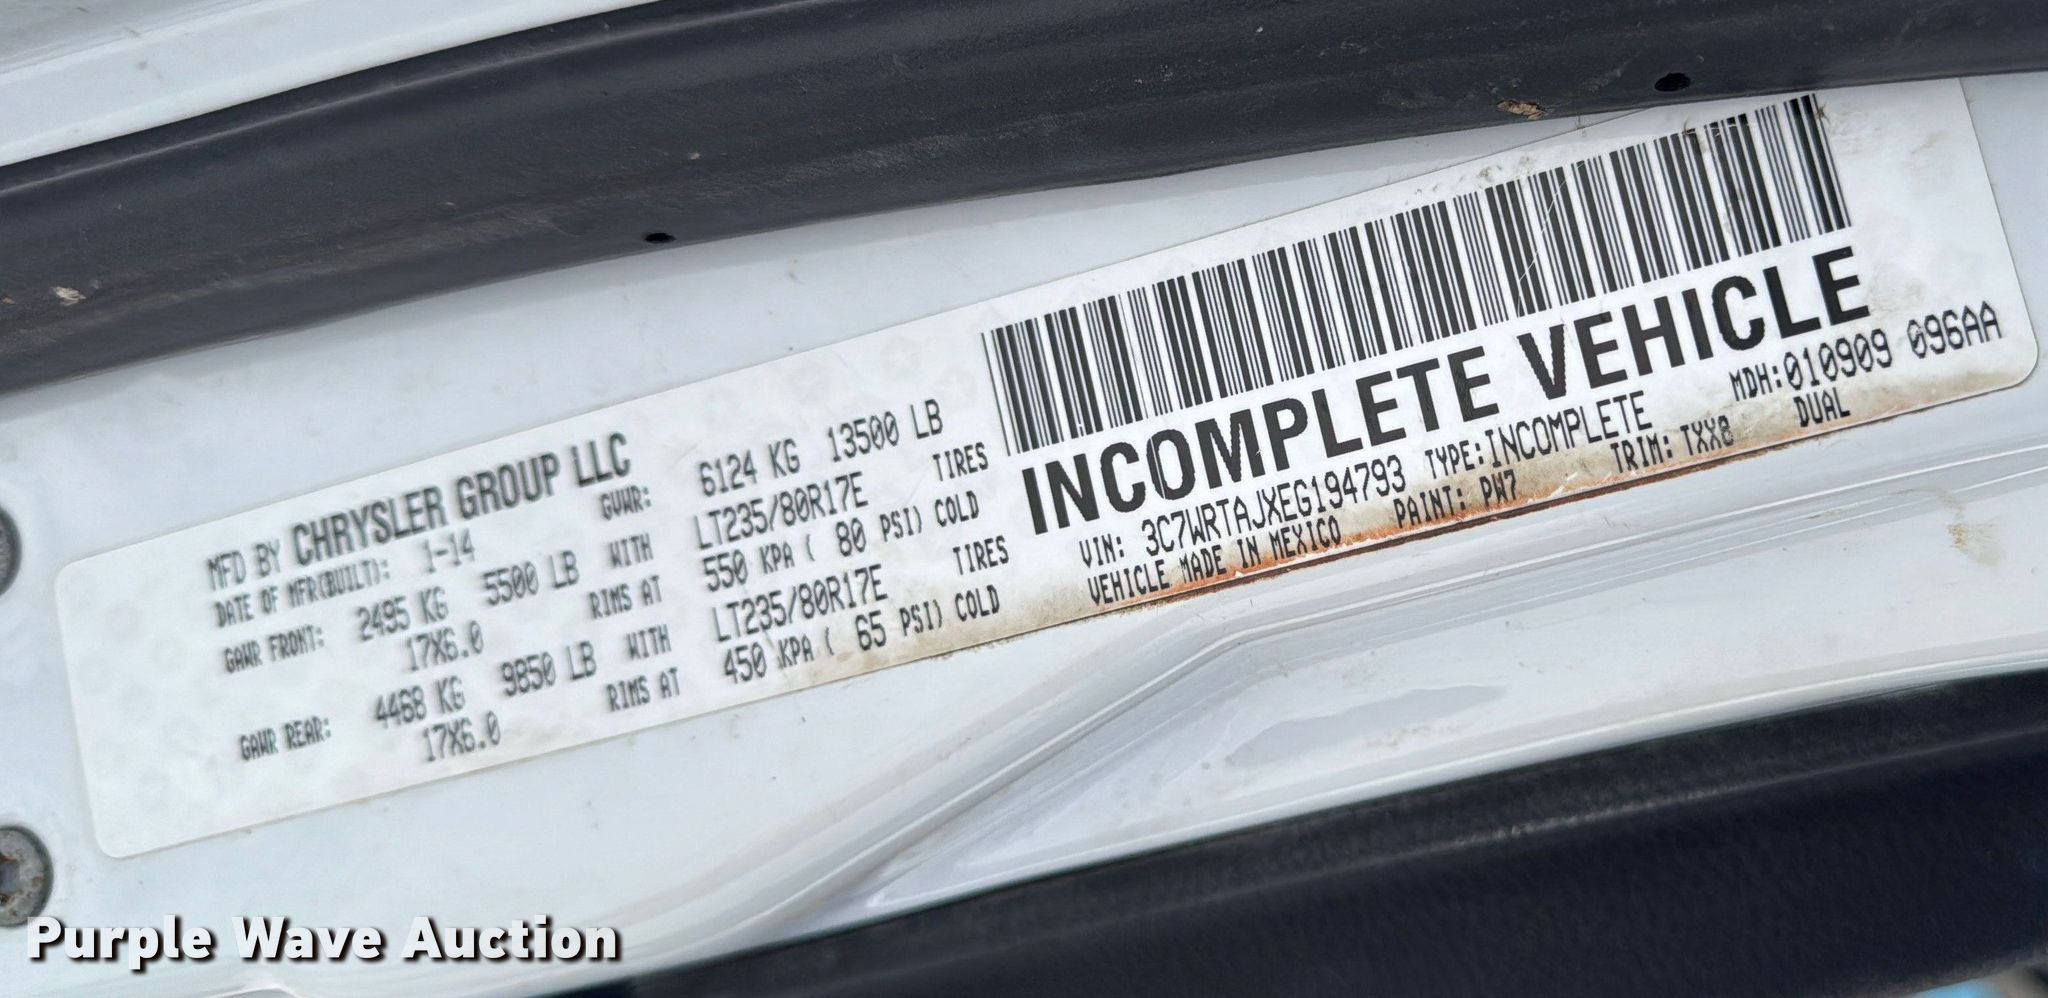 MFD BY CHRYSLER GROUP LLC
DATE OF MFR(BUILT): 1-14 GVWR: 6124 KG 13500 LB
GAWR FRONT: 2495 KG 5500 LB WITH LT235/80R17E TIRES
17X6.0 RIMS AT 550 KPA ( 80 PSI) COLD
GAWR REAR: 4468 KG 9850 LB WITH LT235/80R17E TIRES
17X6.0 RIMS AT 450 KPA ( 65 PSI) COLD
INCOMPLETE VEHICLE
MDH:010909 096AA
VIN: 3C7WRTAJXEG194793 TYPE:INCOMPLETE DUAL
VEHICLE MADE IN MEXICO PAINT: PW7 TRIM: TXX8
Purple Wave Auction